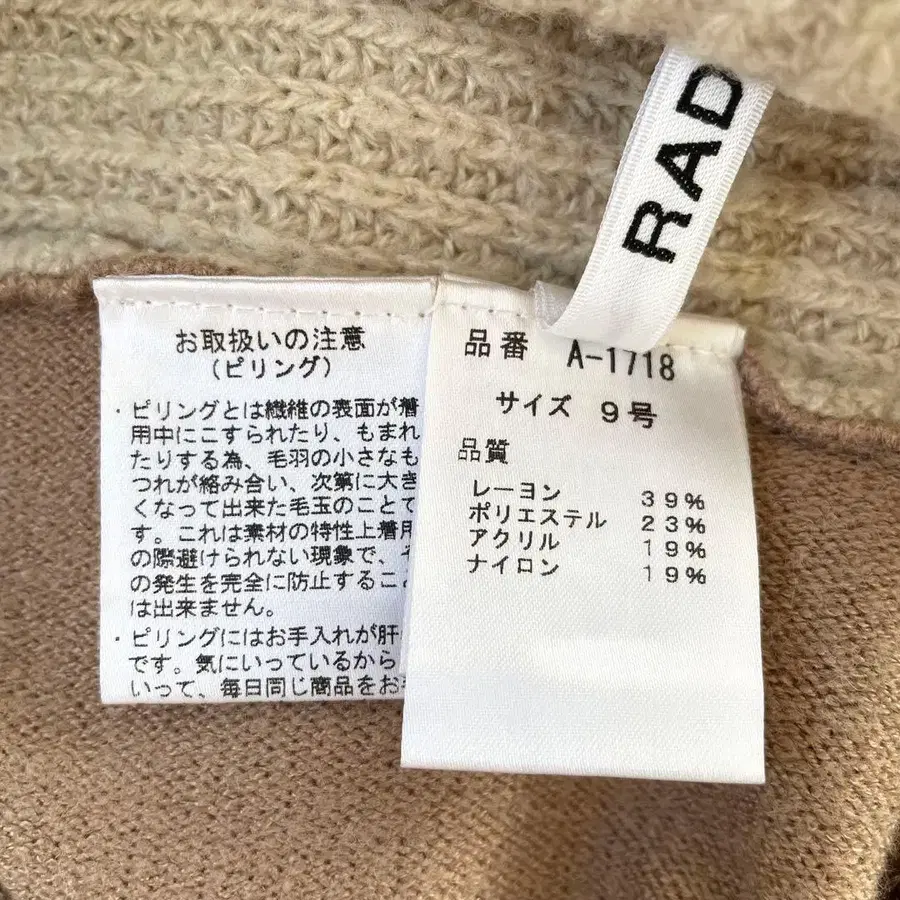 RAD
お取扱いの注意
(ピリング)
・ピリングとは繊維の表面が着
用中にこすられたり、もまれ
たりする為、毛羽の小さなも
つれが絡み合い、次第に大き
くなって出来た毛玉のことで
す。これは素材の特性上着用
の際避けられない現象で、そ
の発生を完全に防止するこ
は出来ません。
・ピリングにはお手入れが肝
です。気にいっているから
いって、毎日同じ商品をお
品番 A-1718
サイズ 9号
品質
レーヨン 39%
ポリエステル 23%
アクリル 19%
ナイロン 19%